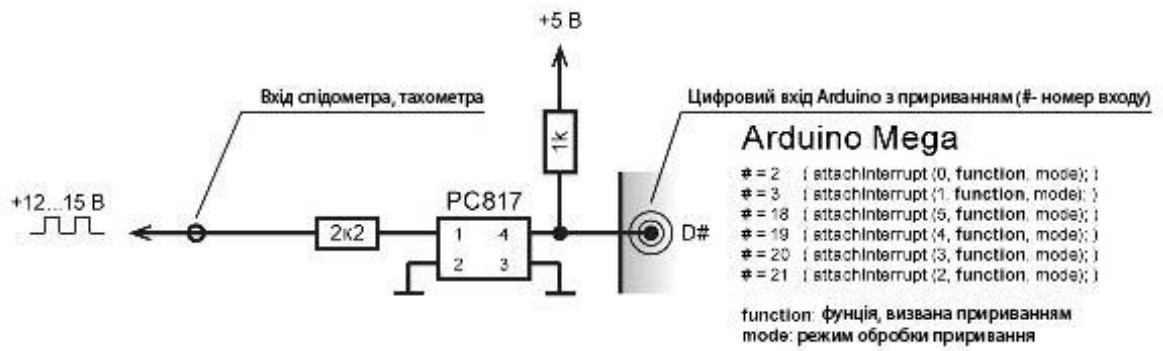 +5 В
Вхід спідометра, тахометра
Цифровий вхід Arduino з пририванням (#- номер входу)
1k
Arduino Mega
+12...15 В
PC817
2к2
1 4
2 3
D#
# = 2 ( attachInterrupt (0, function, mode); )
# = 3 ( attachInterrupt (1, function, mode); )
# = 18 ( attachInterrupt (5, function, mode); )
# = 19 ( attachInterrupt (4, function, mode); )
# = 20 ( attachInterrupt (3, function, mode); )
# = 21 ( attachInterrupt (2, function, mode); )
function: фунція, визвана пририванням
mode: режим обробки приривання